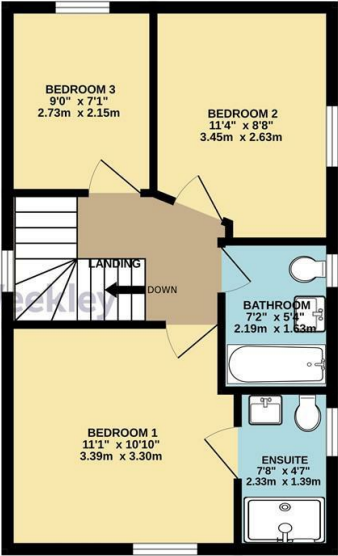 BEDROOM 3
9'0" x 7'1"
2.73m x 2.15m
BEDROOM 2
11'4" x 8'8"
3.45m x 2.63m
LANDING
DOWN
eekley
BATHROOM
7'2" x 5'4"
2.19m x 1.63m
BEDROOM 1
11'1" x 10'10"
3.39m x 3.30m
ENSUITE
7'8" x 4'7"
2.33m x 1.39m